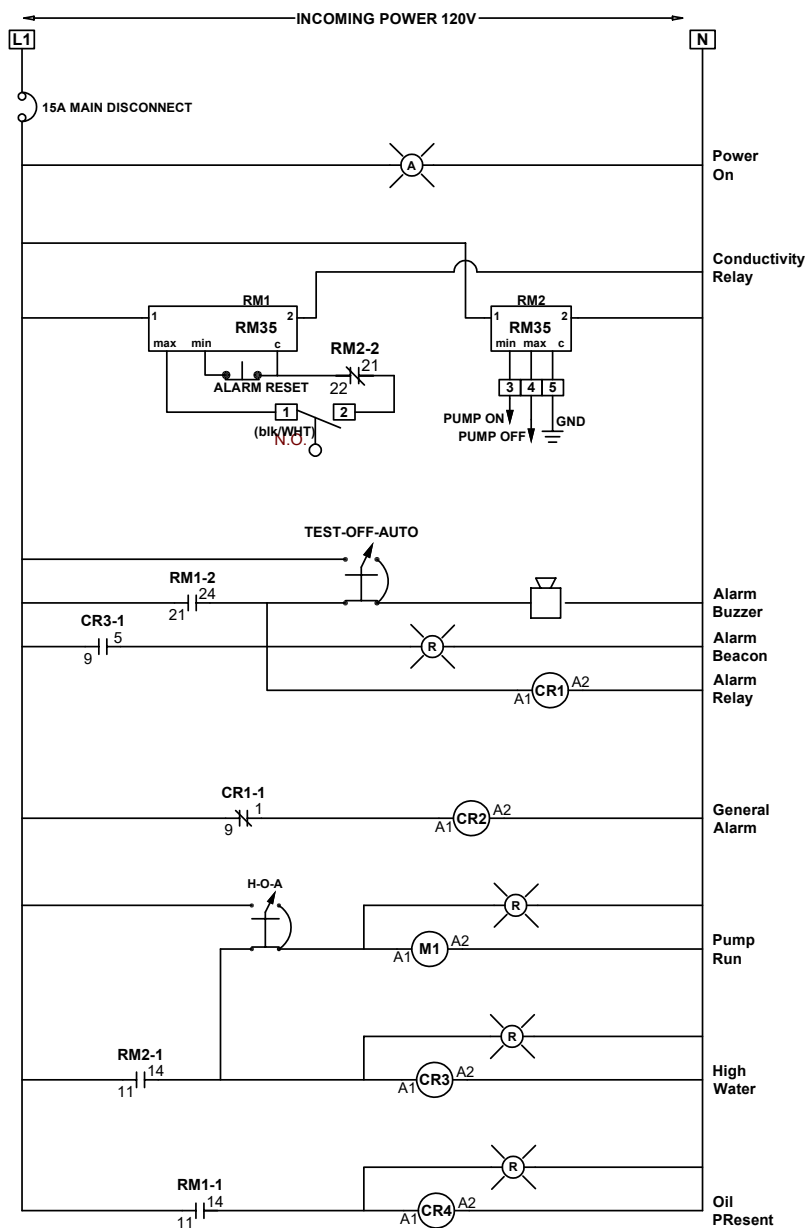 INCOMING POWER 120V
L1
N
15A MAIN DISCONNECT
A
Power
On
Conductivity
Relay
RM1
1 2
RM35
max min c
RM2
1 2
RM35
min max c
RM2-2
21
22
ALARM RESET
1 2
(blk/WHT)
N.O.
3 4 5
PUMP ON
GND
PUMP OFF
TEST-OFF-AUTO
RM1-2
24
21
Alarm
Buzzer
CR3-1
5
9
R
Alarm
Beacon
A1 CR1 A2
Alarm
Relay
CR1-1
1
9
A1 CR2 A2
General
Alarm
H-O-A
R
A1 M1 A2
Pump
Run
R
RM2-1
14
11
A1 CR3 A2
High
Water
R
RM1-1
14
11
A1 CR4 A2
Oil
PResent